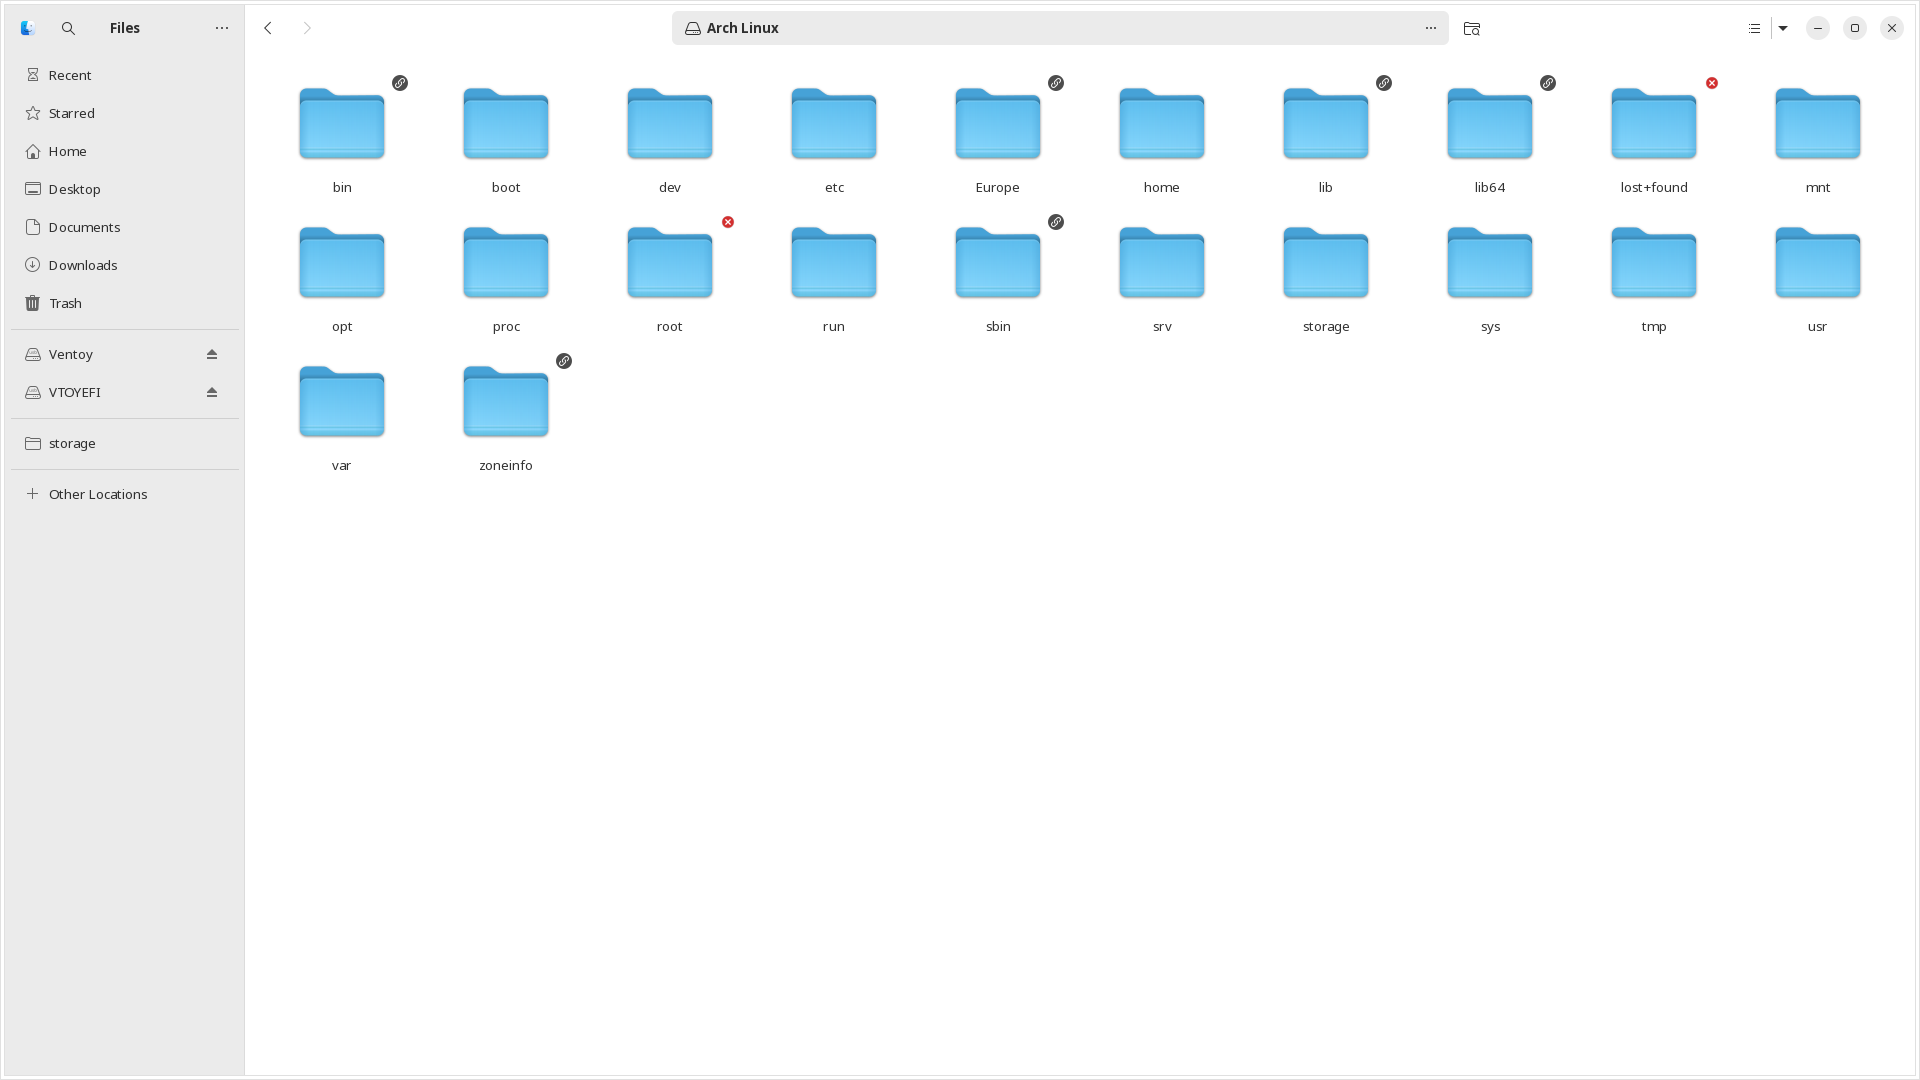 Files
Arch Linux
Recent
Starred
Home
Desktop
Documents
Downloads
Trash
Ventoy
VTOYEFI
storage
Other Locations
bin boot dev etc Europe home lib lib64 lost+found mnt
opt proc root run sbin srv storage sys tmp usr
var zoneinfo